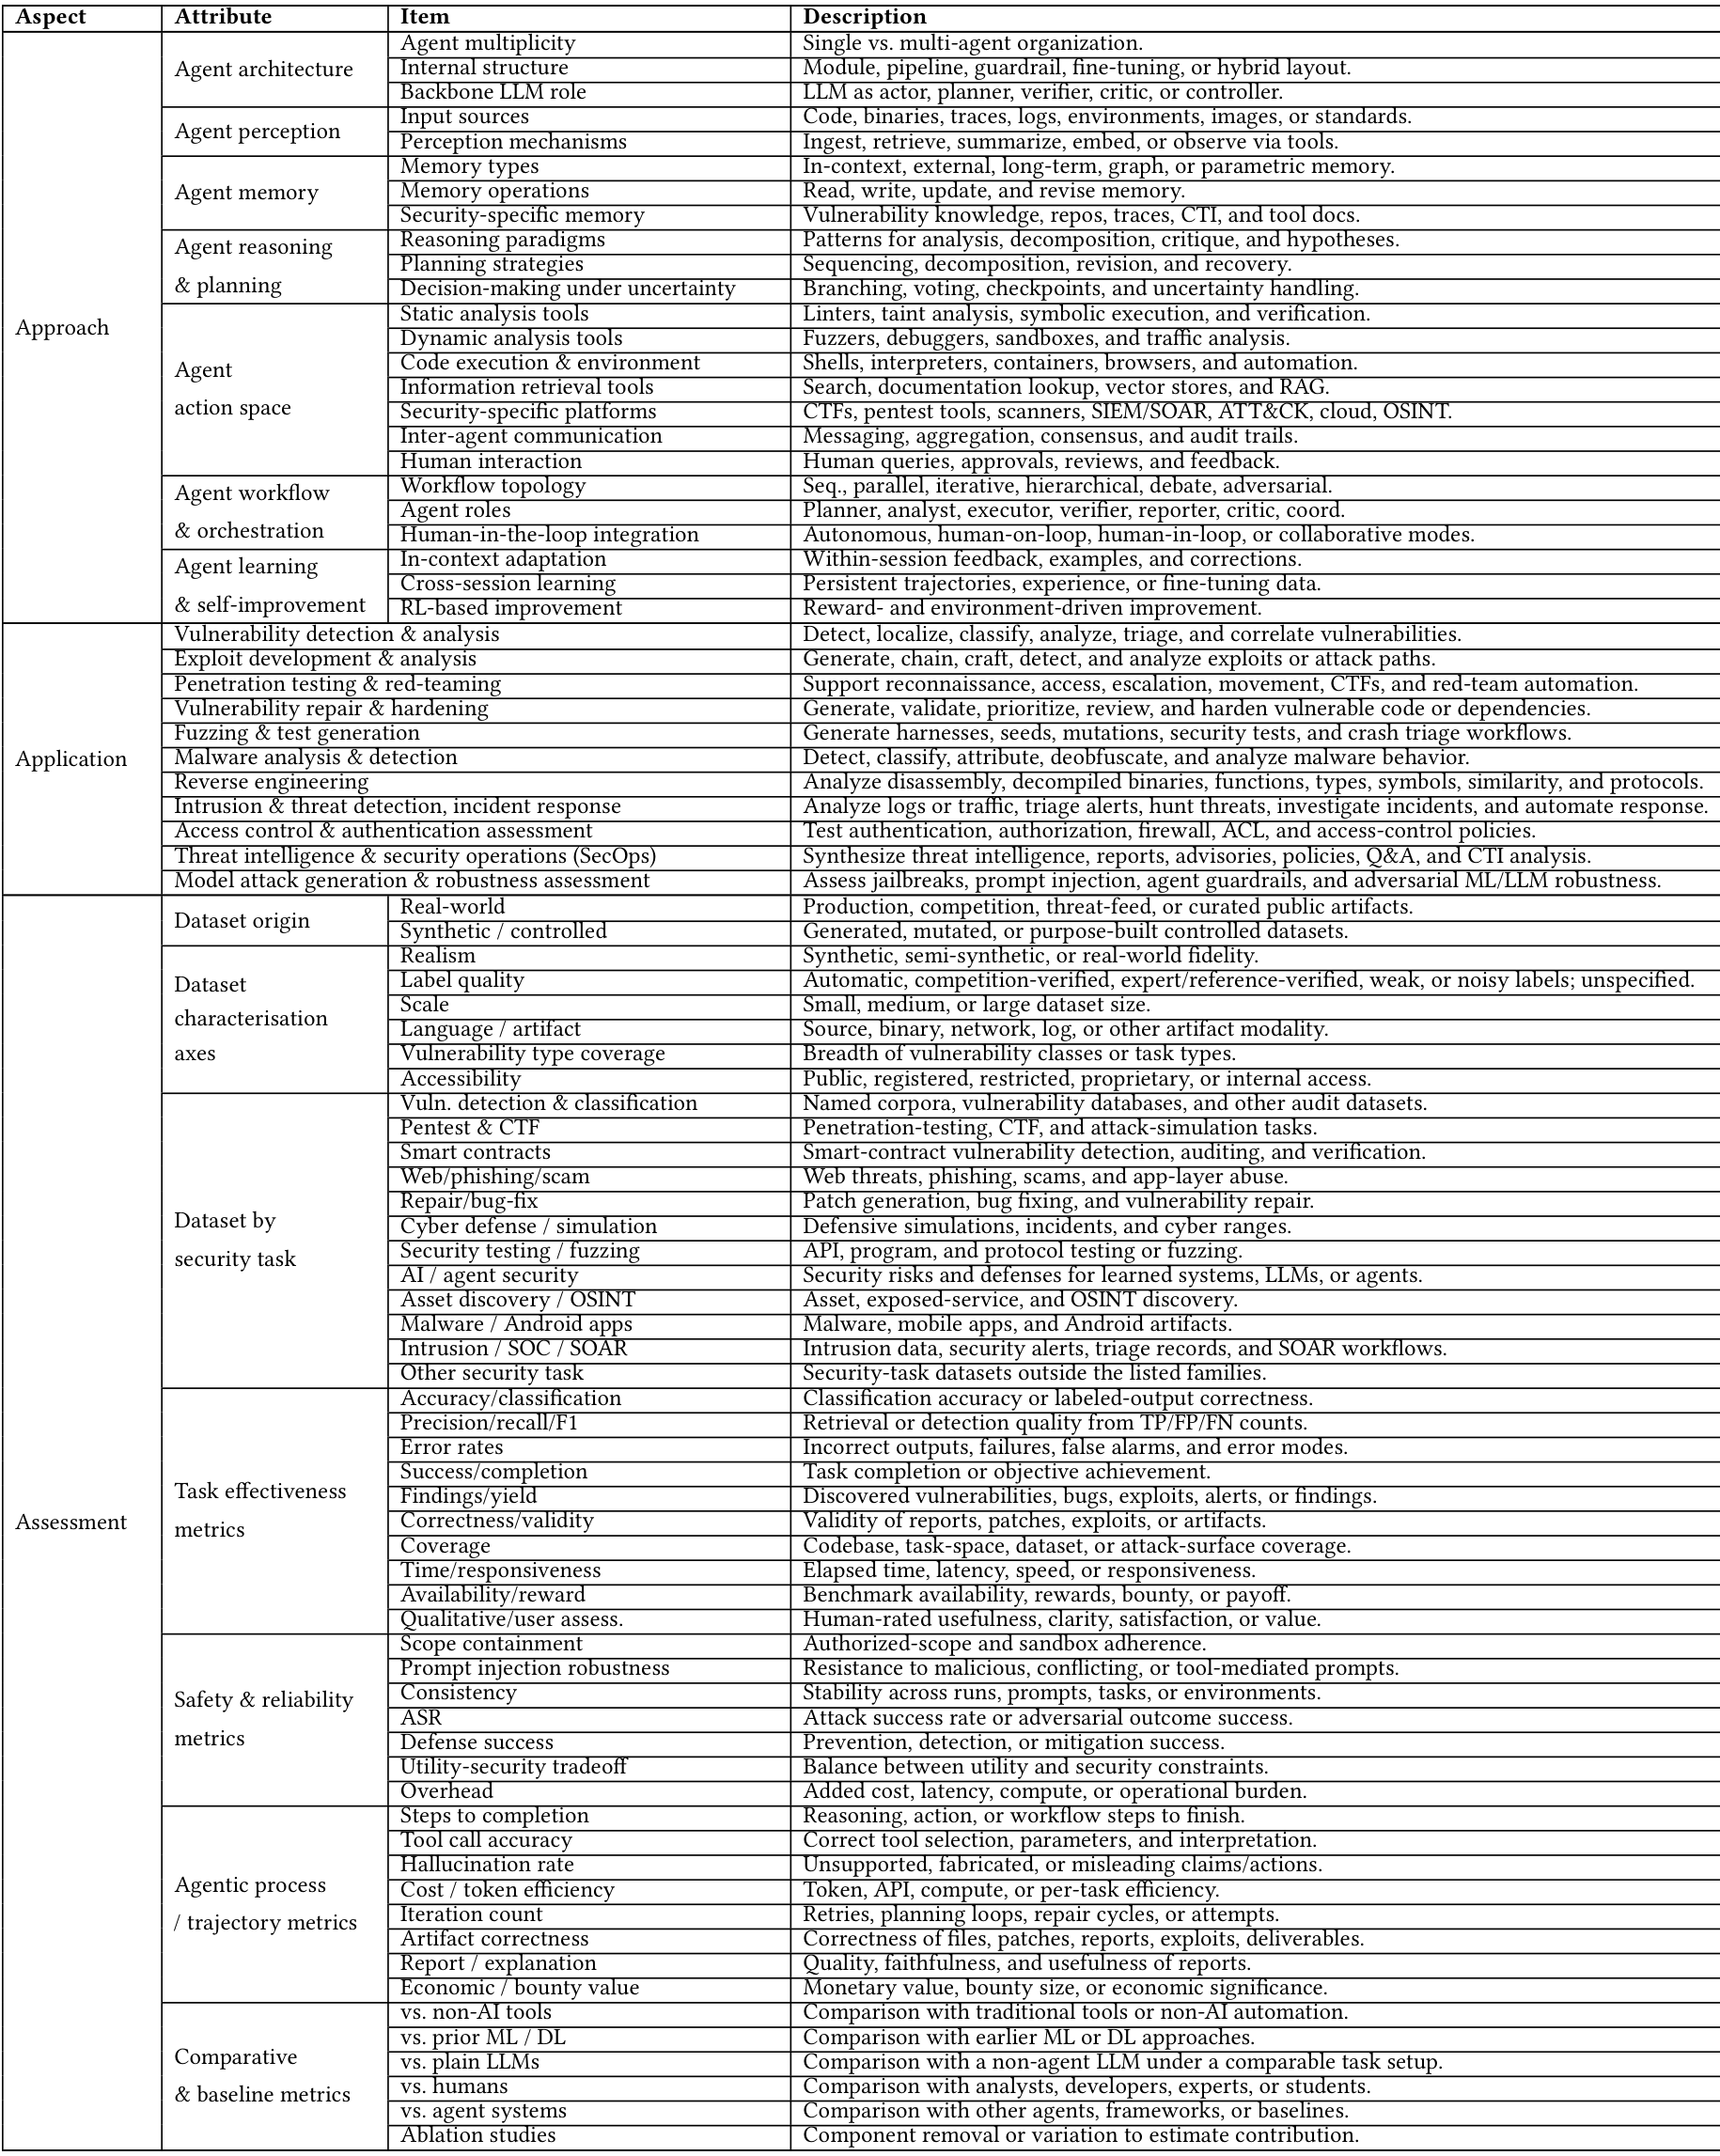 Aspect Attribute Item Description
Approach
Agent architecture
Agent multiplicity Single vs. multi-agent organization.
Internal structure Module, pipeline, guardrail, fine-tuning, or hybrid layout.
Backbone LLM role LLM as actor, planner, verifier, critic, or controller.
Agent perception
Input sources Code, binaries, traces, logs, environments, images, or standards.
Perception mechanisms Ingest, retrieve, summarize, embed, or observe via tools.
Agent memory
Memory types In-context, external, long-term, graph, or parametric memory.
Memory operations Read, write, update, and revise memory.
Security-specific memory Vulnerability knowledge, repos, traces, CTI, and tool docs.
Agent reasoning
& planning
Reasoning paradigms Patterns for analysis, decomposition, critique, and hypotheses.
Planning strategies Sequencing, decomposition, revision, and recovery.
Decision-making under uncertainty Branching, voting, checkpoints, and uncertainty handling.
Agent
action space
Static analysis tools Linters, taint analysis, symbolic execution, and verification.
Dynamic analysis tools Fuzzers, debuggers, sandboxes, and traffic analysis.
Code execution & environment Shells, interpreters, containers, browsers, and automation.
Information retrieval tools Search, documentation lookup, vector stores, and RAG.
Security-specific platforms CTFs, pentest tools, scanners, SIEM/SOAR, ATT&CK, cloud, OSINT.
Inter-agent communication Messaging, aggregation, consensus, and audit trails.
Human interaction Human queries, approvals, reviews, and feedback.
Agent workflow
& orchestration
Workflow topology Seq., parallel, iterative, hierarchical, debate, adversarial.
Agent roles Planner, analyst, executor, verifier, reporter, critic, coord.
Human-in-the-loop integration Autonomous, human-on-loop, human-in-loop, or collaborative modes.
Agent learning
& self-improvement
In-context adaptation Within-session feedback, examples, and corrections.
Cross-session learning Persistent trajectories, experience, or fine-tuning data.
RL-based improvement Reward- and environment-driven improvement.
Application
Vulnerability detection & analysis Detect, localize, classify, analyze, triage, and correlate vulnerabilities.
Exploit development & analysis Generate, chain, craft, detect, and analyze exploits or attack paths.
Penetration testing & red-teaming Support reconnaissance, access, escalation, movement, CTFs, and red-team automation.
Vulnerability repair & hardening Generate, validate, prioritize, review, and harden vulnerable code or dependencies.
Fuzzing & test generation Generate harnesses, seeds, mutations, security tests, and crash triage workflows.
Malware analysis & detection Detect, classify, attribute, deobfuscate, and analyze malware behavior.
Reverse engineering Analyze disassembly, decompiled binaries, functions, types, symbols, similarity, and protocols.
Intrusion & threat detection, incident response Analyze logs or traffic, triage alerts, hunt threats, investigate incidents, and automate response.
Access control & authentication assessment Test authentication, authorization, firewall, ACL, and access-control policies.
Threat intelligence & security operations (SecOps) Synthesize threat intelligence, reports, advisories, policies, Q&A, and CTI analysis.
Model attack generation & robustness assessment Assess jailbreaks, prompt injection, agent guardrails, and adversarial ML/LLM robustness.
Assessment
Dataset origin
Real-world Production, competition, threat-feed, or curated public artifacts.
Synthetic / controlled Generated, mutated, or purpose-built controlled datasets.
Dataset
characterisation
axes
Realism Synthetic, semi-synthetic, or real-world fidelity.
Label quality Automatic, competition-verified, expert/reference-verified, weak, or noisy labels; unspecified.
Scale Small, medium, or large dataset size.
Language / artifact Source, binary, network, log, or other artifact modality.
Vulnerability type coverage Breadth of vulnerability classes or task types.
Accessibility Public, registered, restricted, proprietary, or internal access.
Dataset by
security task
Vuln. detection & classification Named corpora, vulnerability databases, and other audit datasets.
Pentest & CTF Penetration-testing, CTF, and attack-simulation tasks.
Smart contracts Smart-contract vulnerability detection, auditing, and verification.
Web/phishing/scam Web threats, phishing, scams, and app-layer abuse.
Repair/bug-fix Patch generation, bug fixing, and vulnerability repair.
Cyber defense / simulation Defensive simulations, incidents, and cyber ranges.
Security testing / fuzzing API, program, and protocol testing or fuzzing.
AI / agent security Security risks and defenses for learned systems, LLMs, or agents.
Asset discovery / OSINT Asset, exposed-service, and OSINT discovery.
Malware / Android apps Malware, mobile apps, and Android artifacts.
Intrusion / SOC / SOAR Intrusion data, security alerts, triage records, and SOAR workflows.
Other security task Security-task datasets outside the listed families.
Task effectiveness
metrics
Accuracy/classification Classification accuracy or labeled-output correctness.
Precision/recall/F1 Retrieval or detection quality from TP/FP/FN counts.
Error rates Incorrect outputs, failures, false alarms, and error modes.
Success/completion Task completion or objective achievement.
Findings/yield Discovered vulnerabilities, bugs, exploits, alerts, or findings.
Correctness/validity Validity of reports, patches, exploits, or artifacts.
Coverage Codebase, task-space, dataset, or attack-surface coverage.
Time/responsiveness Elapsed time, latency, speed, or responsiveness.
Availability/reward Benchmark availability, rewards, bounty, or payoff.
Qualitative/user assess. Human-rated usefulness, clarity, satisfaction, or value.
Safety & reliability
metrics
Scope containment Authorized-scope and sandbox adherence.
Prompt injection robustness Resistance to malicious, conflicting, or tool-mediated prompts.
Consistency Stability across runs, prompts, tasks, or environments.
ASR Attack success rate or adversarial outcome success.
Defense success Prevention, detection, or mitigation success.
Utility-security tradeoff Balance between utility and security constraints.
Overhead Added cost, latency, compute, or operational burden.
Agentic process
/ trajectory metrics
Steps to completion Reasoning, action, or workflow steps to finish.
Tool call accuracy Correct tool selection, parameters, and interpretation.
Hallucination rate Unsupported, fabricated, or misleading claims/actions.
Cost / token efficiency Token, API, compute, or per-task efficiency.
Iteration count Retries, planning loops, repair cycles, or attempts.
Artifact correctness Correctness of files, patches, reports, exploits, deliverables.
Report / explanation Quality, faithfulness, and usefulness of reports.
Economic / bounty value Monetary value, bounty size, or economic significance.
Comparative
& baseline metrics
vs. non-AI tools Comparison with traditional tools or non-AI automation.
vs. prior ML / DL Comparison with earlier ML or DL approaches.
vs. plain LLMs Comparison with a non-agent LLM under a comparable task setup.
vs. humans Comparison with analysts, developers, experts, or students.
vs. agent systems Comparison with other agents, frameworks, or baselines.
Ablation studies Component removal or variation to estimate contribution.